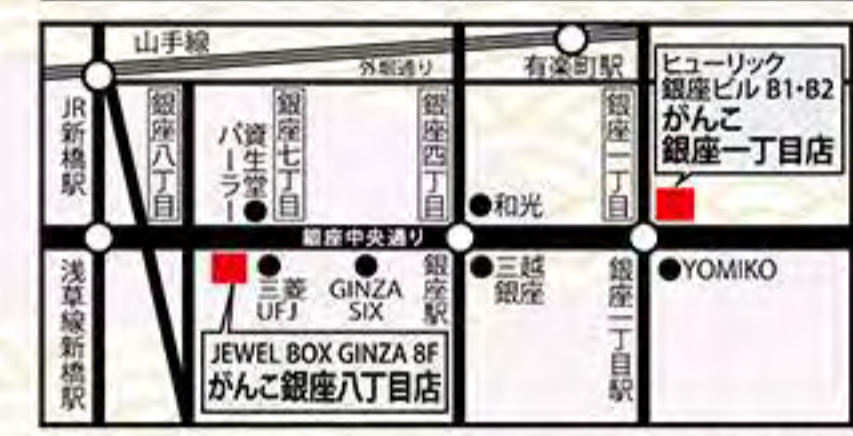 山手線
外堀通り
有楽町駅
ヒューリック
銀座ビル B1・B2
がんこ
銀座一丁目店
JR新橋駅
銀座八丁目
資生堂
パーラー
銀座七丁目
銀座四丁目
●和光
銀座一丁目
銀座中央通り
浅草線新橋駅
三菱
UFJ
GINZA
SIX
銀座駅
●三越
銀座
銀座一丁目駅
●YOMIKO
JEWEL BOX GINZA 8F
がんこ銀座八丁目店